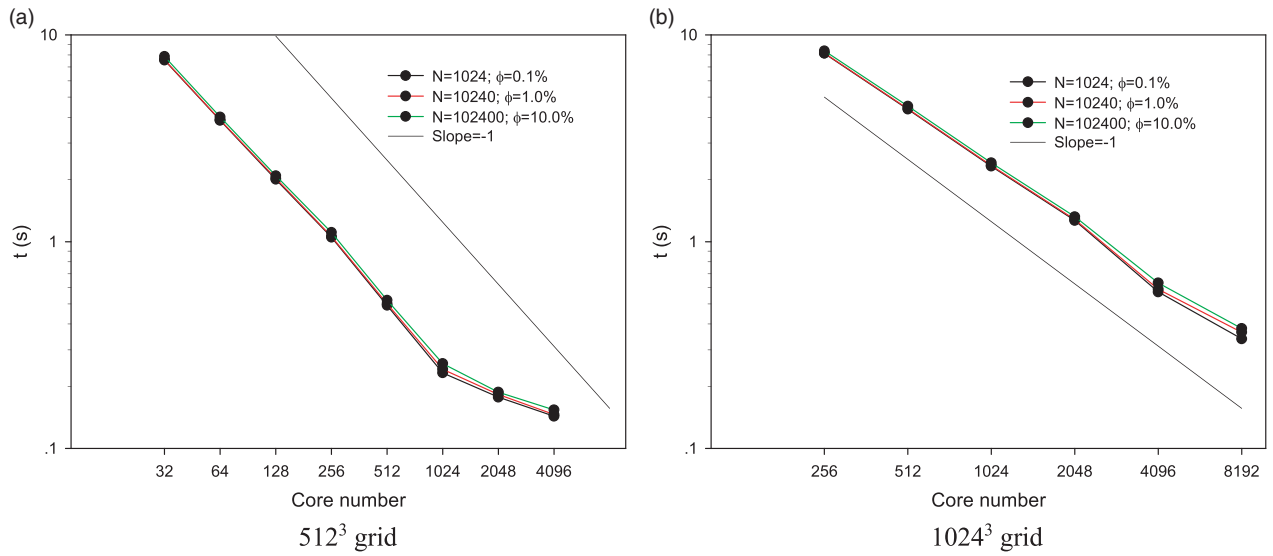 (a)
10
1
.1
t (s)
N=1024; ϕ=0.1%
N=10240; ϕ=1.0%
N=102400; ϕ=10.0%
Slope=-1
32 64 128 256 512 1024 2048 4096
Core number
512³ grid
(b)
10
1
.1
t (s)
N=1024; ϕ=0.1%
N=10240; ϕ=1.0%
N=102400; ϕ=10.0%
Slope=-1
256 512 1024 2048 4096 8192
Core number
1024³ grid